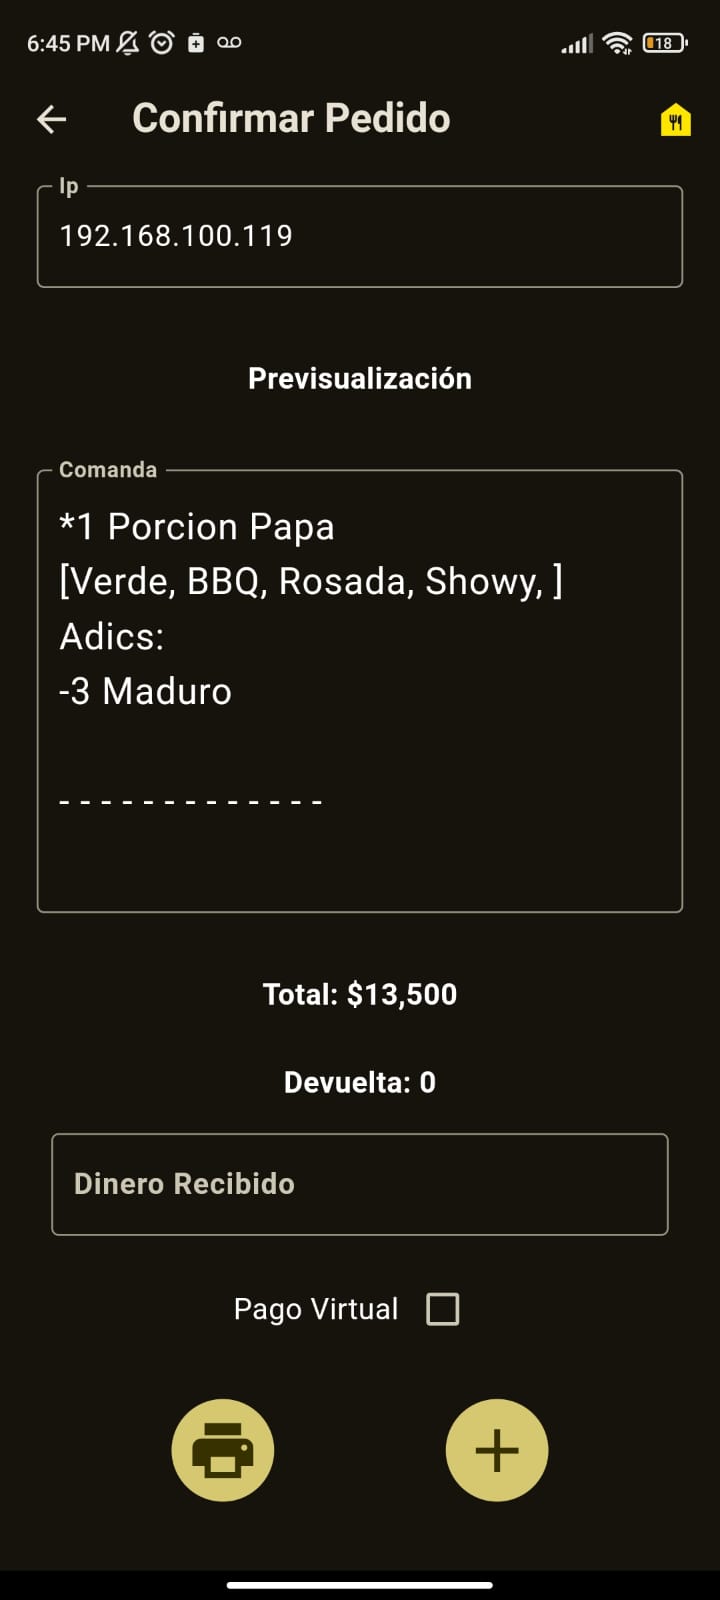 6:45 PM
18
Confirmar Pedido
Ip
192.168.100.119
Previsualización
Comanda
*1 Porcion Papa
[Verde, BBQ, Rosada, Showy, ]
Adics:
-3 Maduro
- - - - - - - - - - - - -
Total: $13,500
Devuelta: 0
Dinero Recibido
Pago Virtual